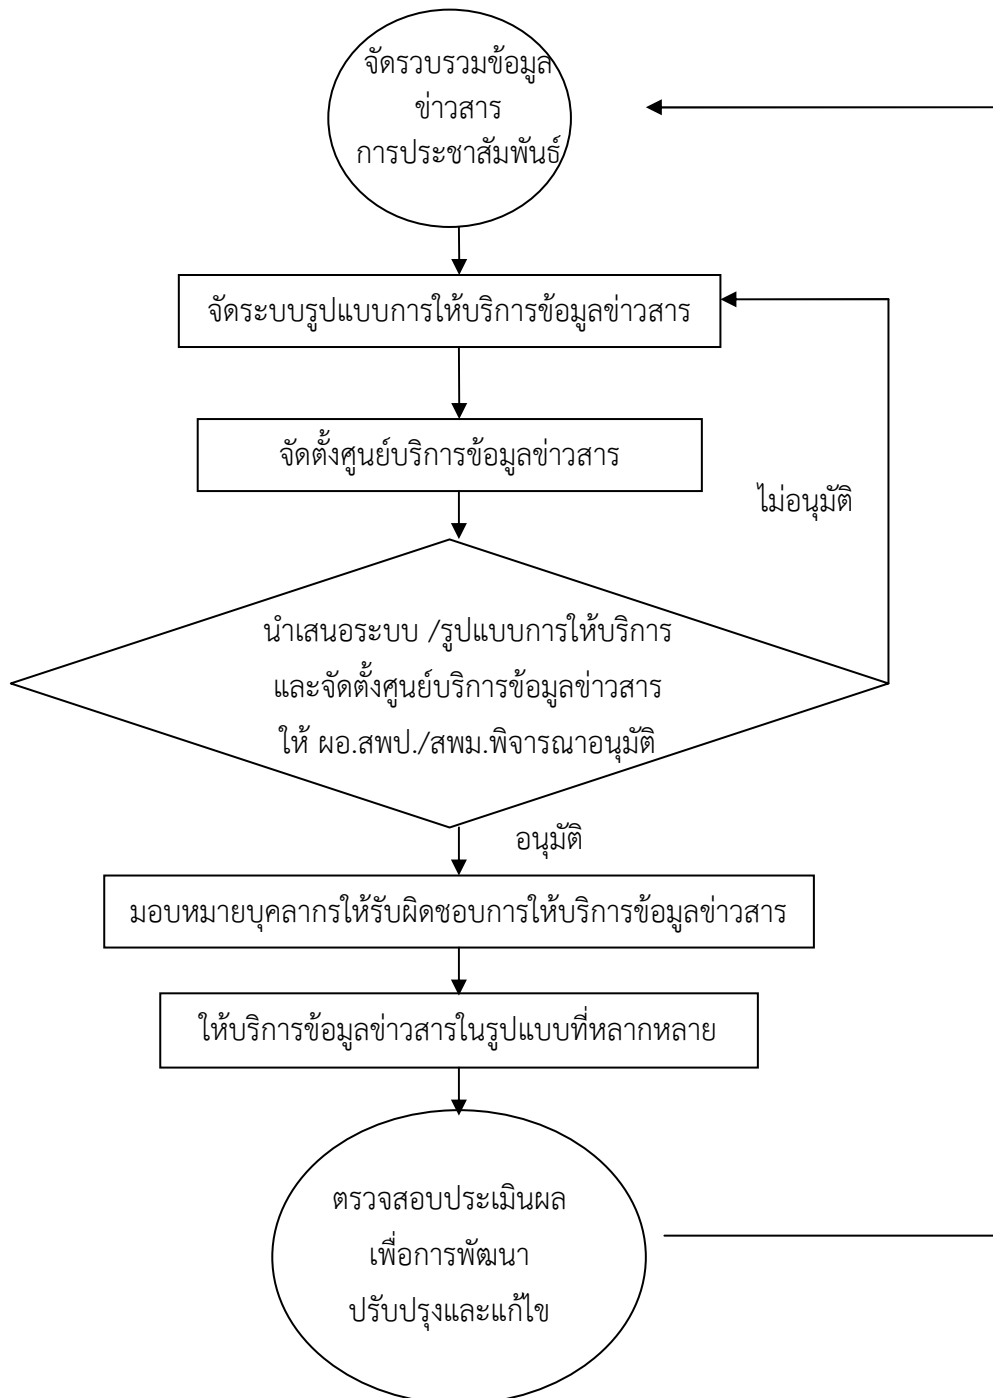 จัดรวบรวมข้อมูล
ข่าวสาร
การประชาสัมพันธ์
จัดระบบรูปแบบการให้บริการข้อมูลข่าวสาร
จัดตั้งศูนย์บริการข้อมูลข่าวสาร
ไม่อนุมัติ
นำเสนอระบบ /รูปแบบการให้บริการ
และจัดตั้งศูนย์บริการข้อมูลข่าวสาร
ให้ ผอ.สพป./สพม.พิจารณาอนุมัติ
อนุมัติ
มอบหมายบุคลากรให้รับผิดชอบการให้บริการข้อมูลข่าวสาร
ให้บริการข้อมูลข่าวสารในรูปแบบที่หลากหลาย
ตรวจสอบประเมินผล
เพื่อการพัฒนา
ปรับปรุงและแก้ไข